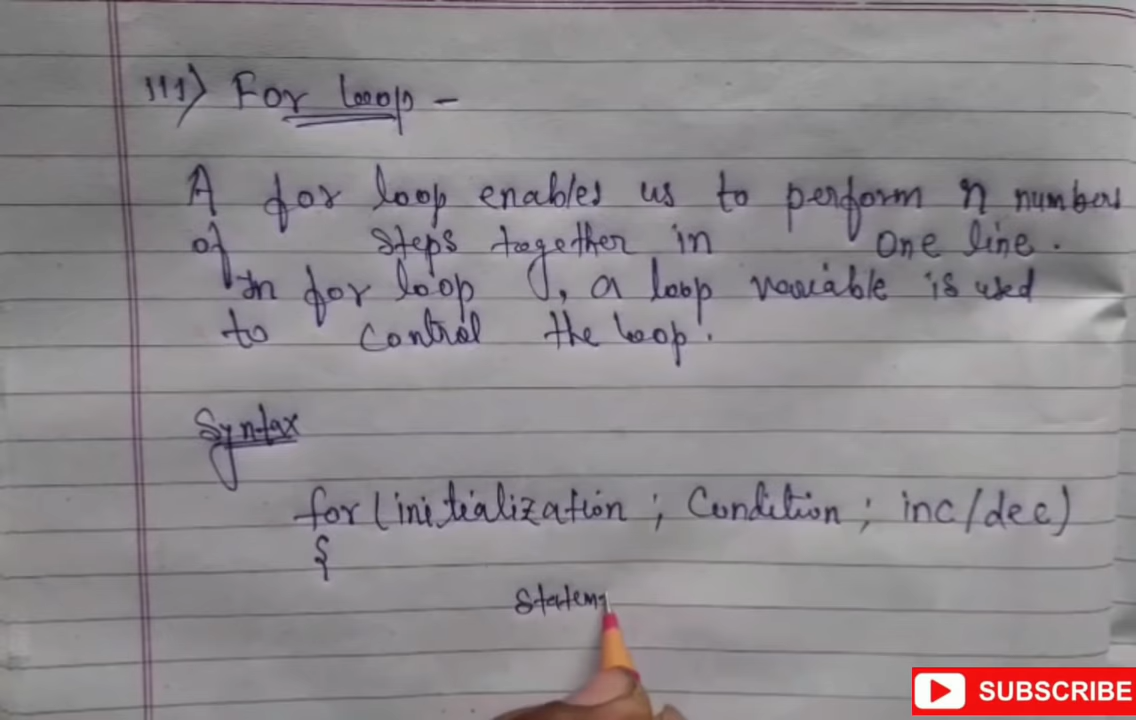 111) For loop -
A for loop enables us to perform n numbers
of steps together in one line.
In for loop, a loop variable is used
to control the loop.
Syntax
for (initialization ; Condition ; inc/dec)
{
Statem
SUBSCRIBE